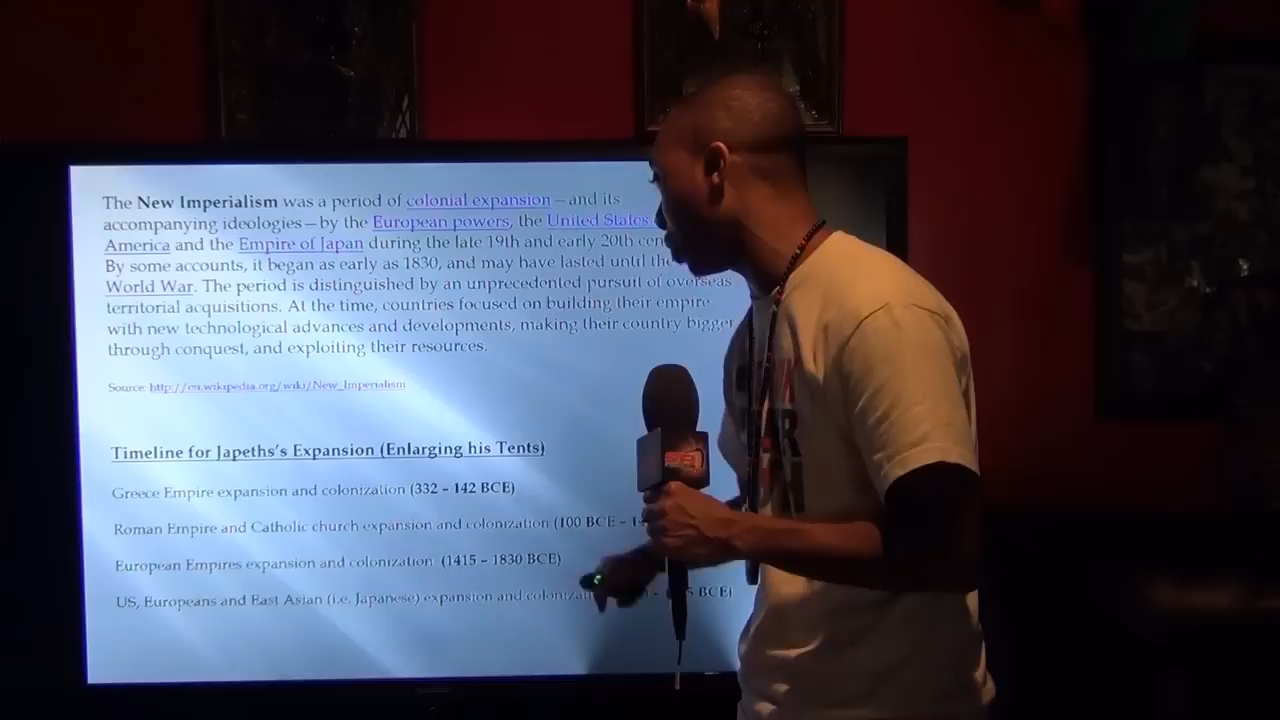 The New Imperialism was a period of colonial expansion—and its
accompanying ideologies—by the European powers, the United States
America and the Empire of Japan during the late 19th and early 20th
By some accounts, it began as early as 1830, and may have lasted until the
World War. The period is distinguished by an unprecedented pursuit of overseas
territorial acquisitions. At the time, countries focused on building their empire
with new technological advances and developments, making their country bigger
through conquest, and exploiting their resources.
Source: http://en.wikipedia.org/wiki/New_Imperialism
Timeline for Japeths's Expansion (Enlarging his Tents)
Greece Empire expansion and colonization (332 – 142 BCE)
Roman Empire and Catholic church expansion and colonization (100 BCE –
European Empires expansion and colonization (1415 – 1830 BCE)
US, Europeans and East Asian (i.e. Japanese) expansion and BCE)